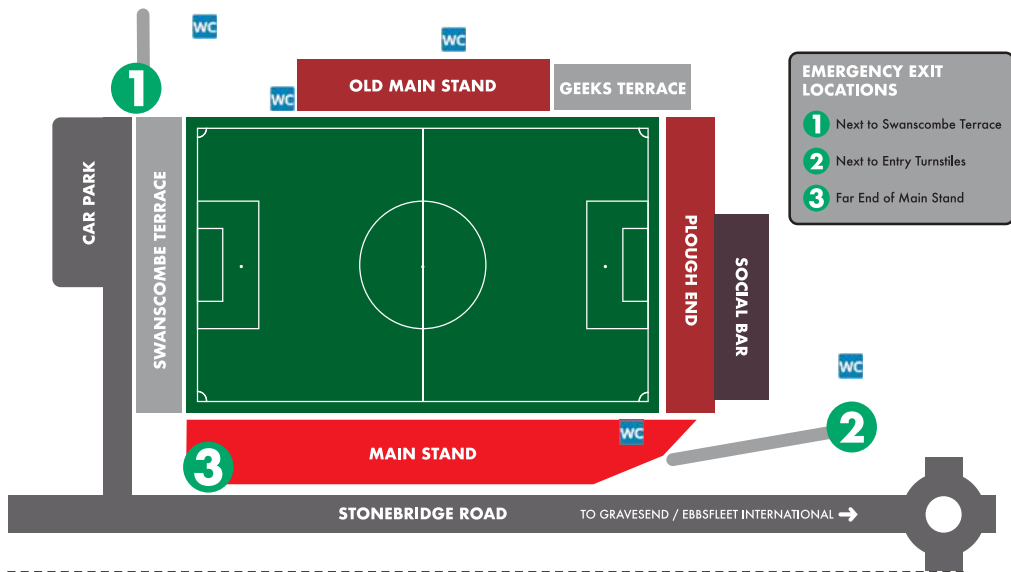 WC
WC
WC
OLD MAIN STAND
GEEKS TERRACE
EMERGENCY EXIT
LOCATIONS
1 Next to Swanscombe Terrace
2 Next to Entry Turnstiles
3 Far End of Main Stand
1
CAR PARK
SWANSCOMBE TERRACE
PLOUGH END
SOCIAL BAR
WC
2
WC
MAIN STAND
3
STONEBRIDGE ROAD
TO GRAVESEND / EBBSFLEET INTERNATIONAL ➔